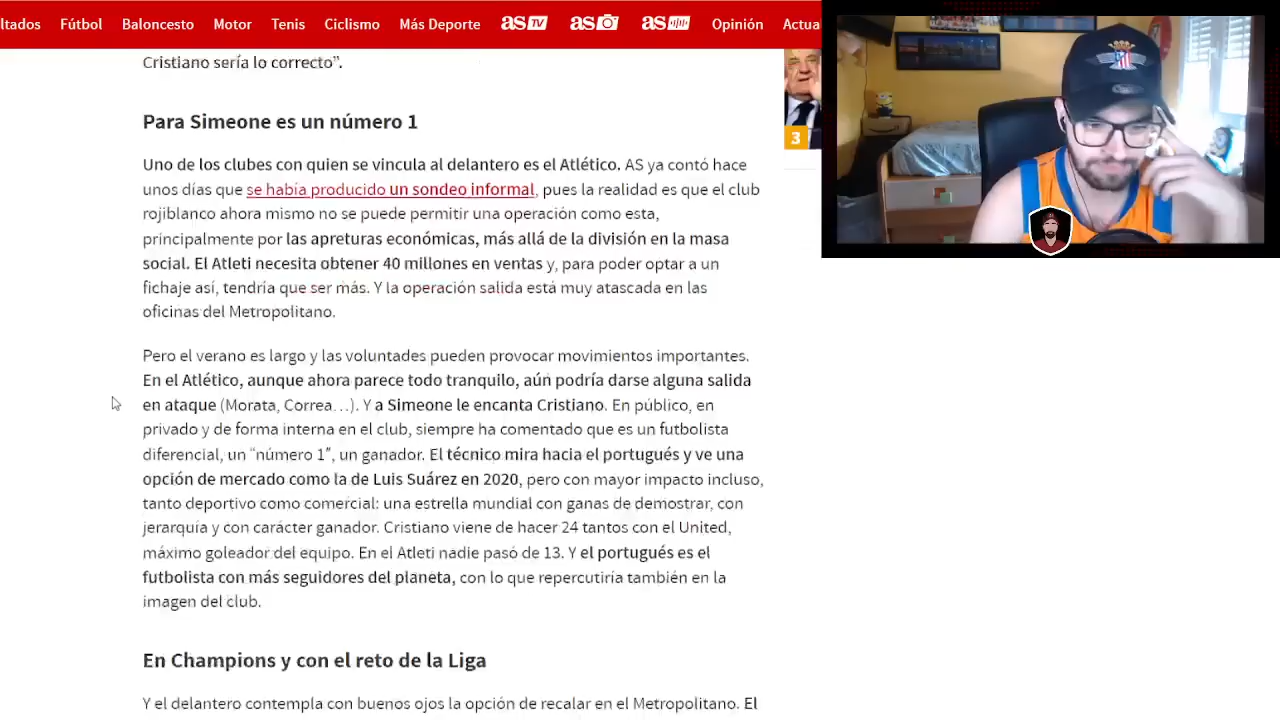 ltados Fútbol Baloncesto Motor Tenis Ciclismo Más Deporte as TV as as Opinión Actua
Cristiano sería lo correto”.
3
Para Simeone es un número 1
Uno de los clubes con quien se vincula al delantero es el Atlético. AS ya contó hace
unos días que se había producido un sondeo informal, pues la realidad es que el club
rojiblanco ahora mismo no se puede permitir una operación como esta,
principalmente por las apreturas económicas, más allá de la división en la masa
social. El Atleti necesita obtener 40 millones en ventas y, para poder optar a un
fichaje así, tendría que ser más. Y la operación salida está muy atascada en las
oficinas del Metropolitano.
Pero el verano es largo y las voluntades pueden provocar movimientos importantes.
En el Atlético, aunque ahora parece todo tranquilo, aún podría darse alguna salida
en ataque (Morata, Correa…). Y a Simeone le encanta Cristiano. En público, en
privado y de forma interna en el club, siempre ha comentado que es un futbolista
diferencial, un “número 1”, un ganador. El técnico mira hacia el portugués y ve una
opción de mercado como la de Luis Suárez en 2020, pero con mayor impacto incluso,
tanto deportivo como comercial: una estrella mundial con ganas de demostrar, con
jerarquía y con carácter ganador. Cristiano viene de hacer 24 tantos con el United,
máximo goleador del equipo. En el Atleti nadie pasó de 13. Y el portugués es el
futbolista con más seguidores del planeta, con lo que repercutiría también en la
imagen del club.
En Champions y con el reto de la Liga
Y el delantero contempla con buenos ojos la opción de recalar en el Metropolitano. El